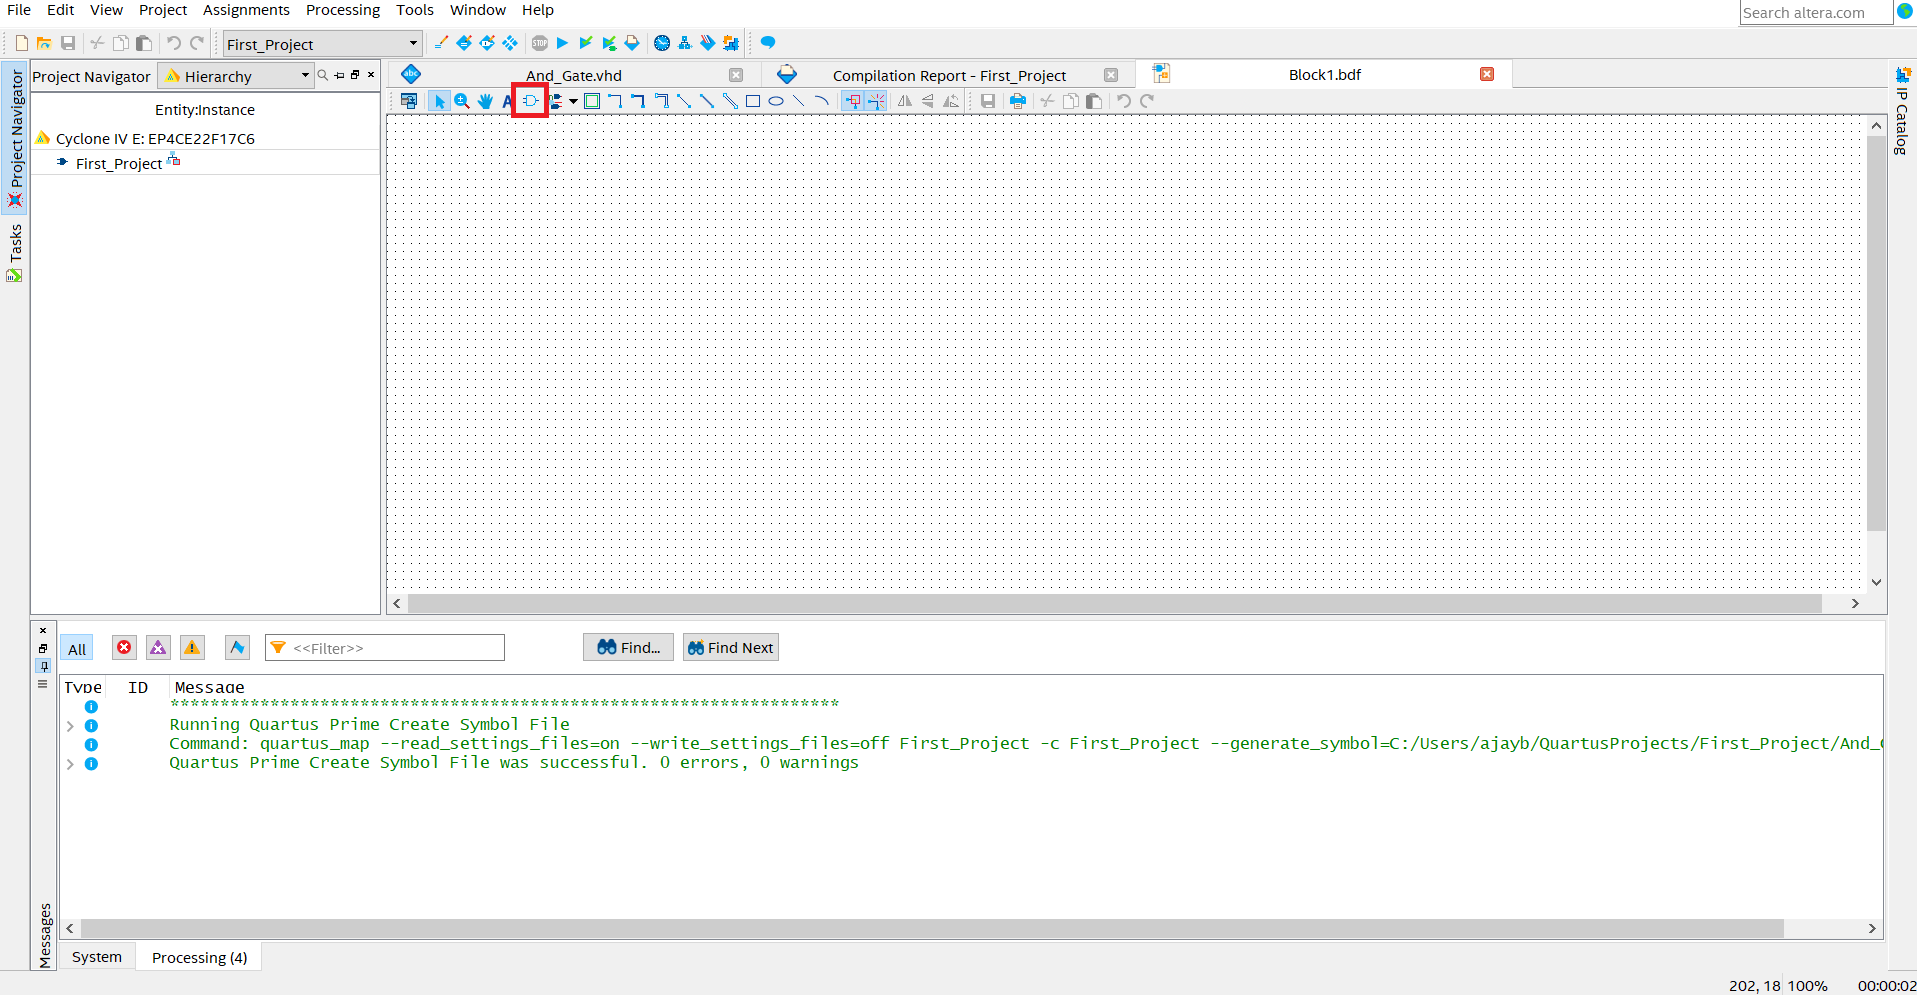 File Edit View Project Assignments Processing Tools Window Help
Search altera.com
First_Project
Project Navigator Hierarchy
And_Gate.vhd
Compilation Report - First_Project
Block1.bdf
Entity:Instance
Cyclone IV E: EP4CE22F17C6
First_Project
Project Navigator
Tasks
IP Catalog
All <<Filter>> Find... Find Next
Type ID Message
*******************************************************************
Running Quartus Prime Create Symbol File
Command: quartus_map --read_settings_files=on --write_settings_files=off First_Project -c First_Project --generate_symbol=C:/Users/ajayb/QuartusProjects/First_Project/And_
Quartus Prime Create Symbol File was successful. 0 errors, 0 warnings
Messages
System Processing (4)
202, 18 100% 00:00:02